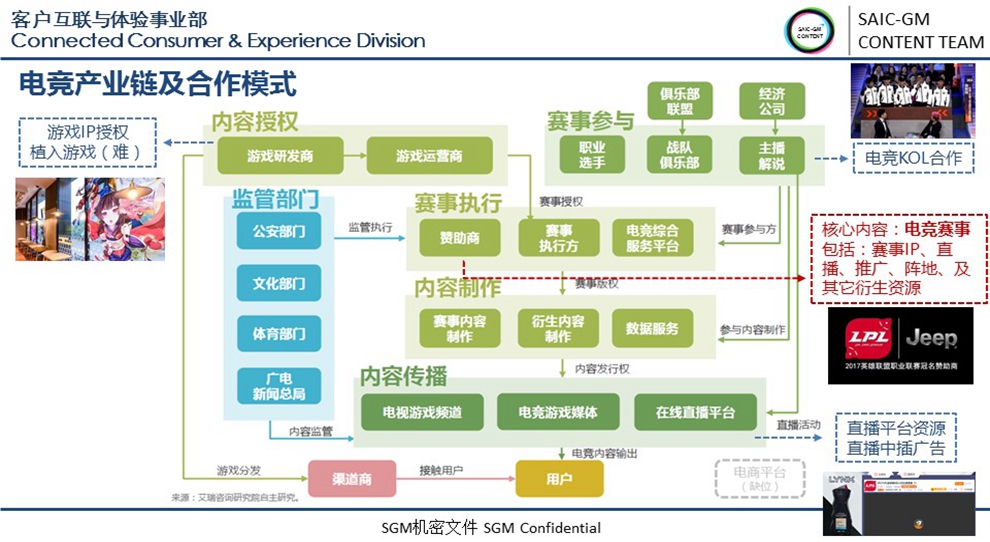 客户互联与体验事业部
Connected Consumer & Experience Division
SAIC-GM
CONTENT
SAIC-GM
CONTENT TEAM
电竞产业链及合作模式
游戏IP授权
植入游戏（难）
内容授权
游戏研发商
游戏运营商
赛事参与
俱乐部
联盟
经济
公司
职业
选手
战队
俱乐部
主播
解说
电竞KOL合作
监管部门
公安部门
文化部门
体育部门
广电
新闻总局
监管执行
赛事授权
赛事执行
赞助商
赛事
执行方
电竞综合
服务平台
赛事参与方
核心内容：电竞赛事
包括：赛事IP、直
播、推广、阵地、及
其它衍生资源
赛事版权
内容制作
赛事内容
制作
衍生内容
制作
数据服务
参与内容制作
LPL
Jeep
2017英雄联盟职业联赛冠名赞助商
内容发行权
内容传播
电视游戏频道
电竞游戏媒体
在线直播平台
直播活动
直播平台资源
直播中插广告
内容监管
电竞内容输出
游戏分发
渠道商
接触用户
用户
电商平台
（缺位）
LYNX
来源：艾瑞咨询研究院自主研究。
SGM机密文件 SGM Confidential